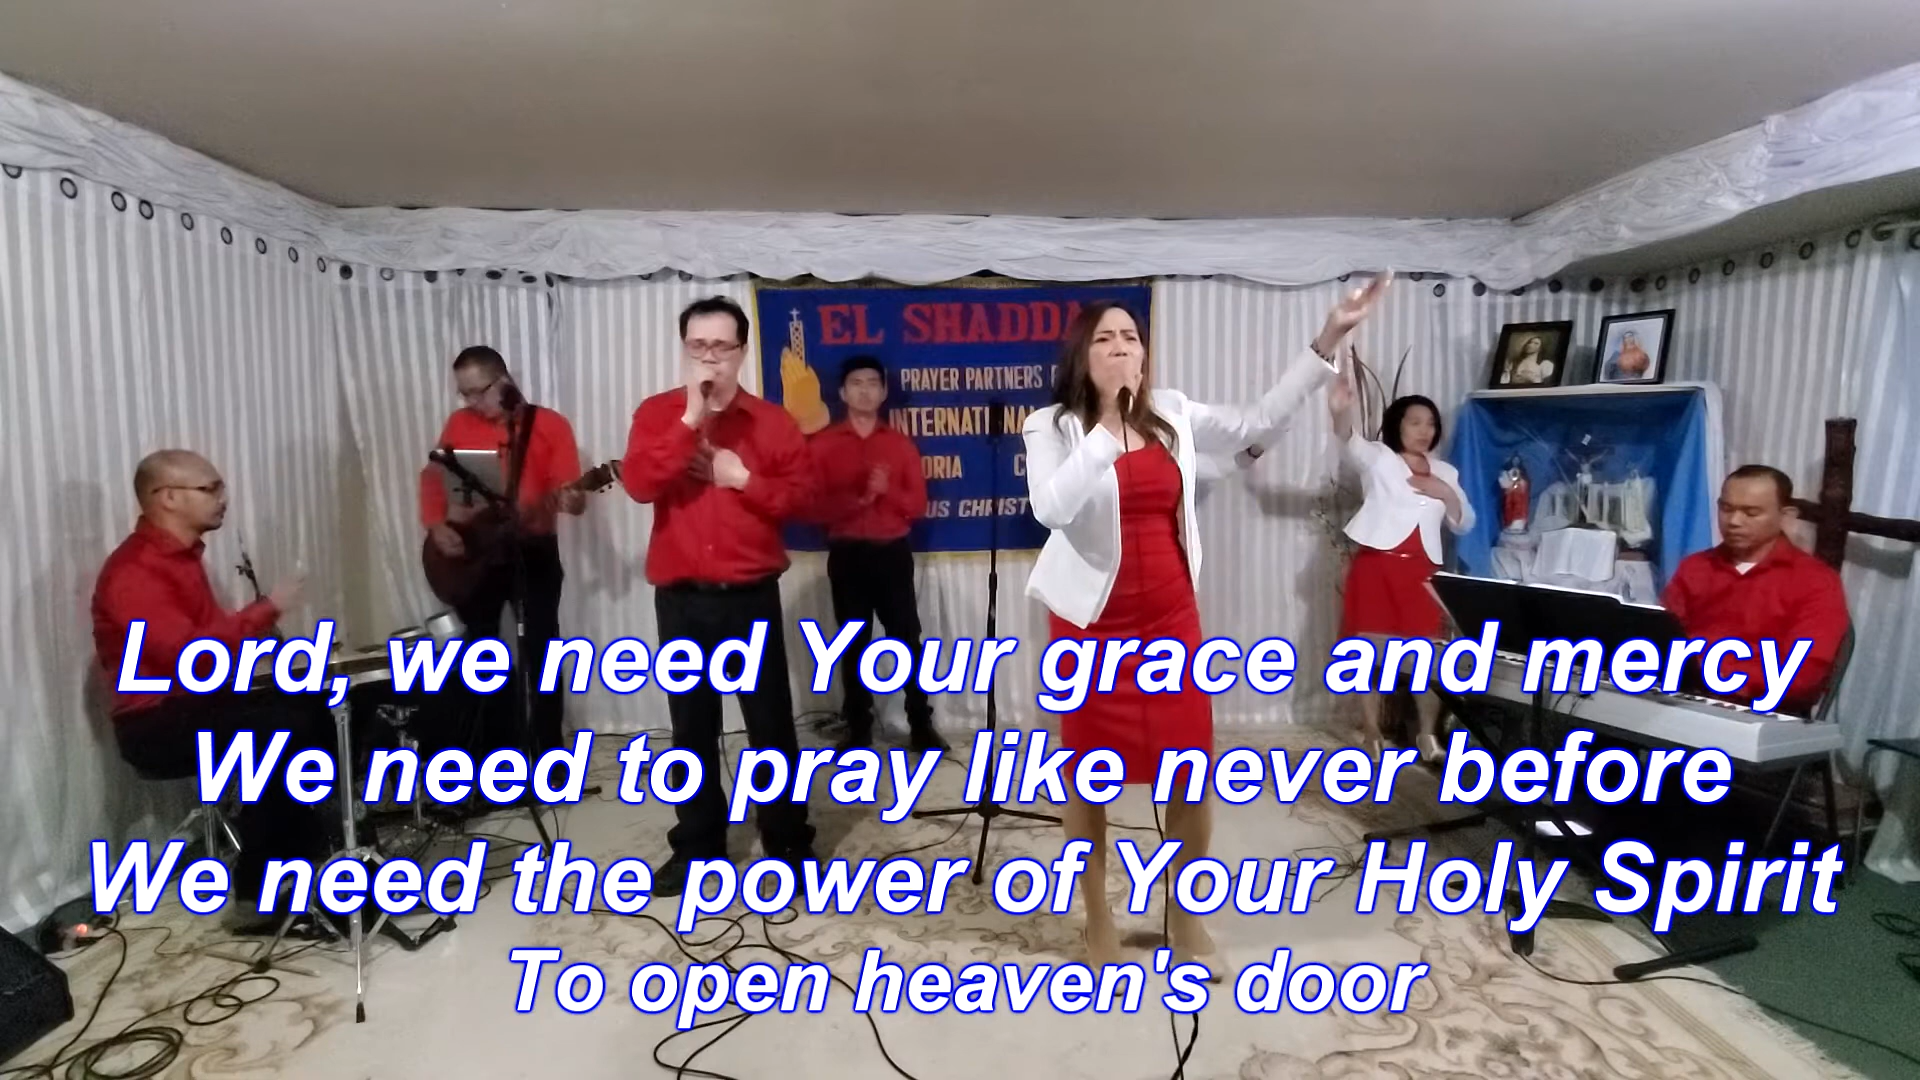 EL SHADDA
PRAYER PARTNERS
INTERNATI NA
ORIA C
US CHRIST
Lord, we need Your grace and mercy
We need to pray like never before
We need the power of Your Holy Spirit
To open heaven's door